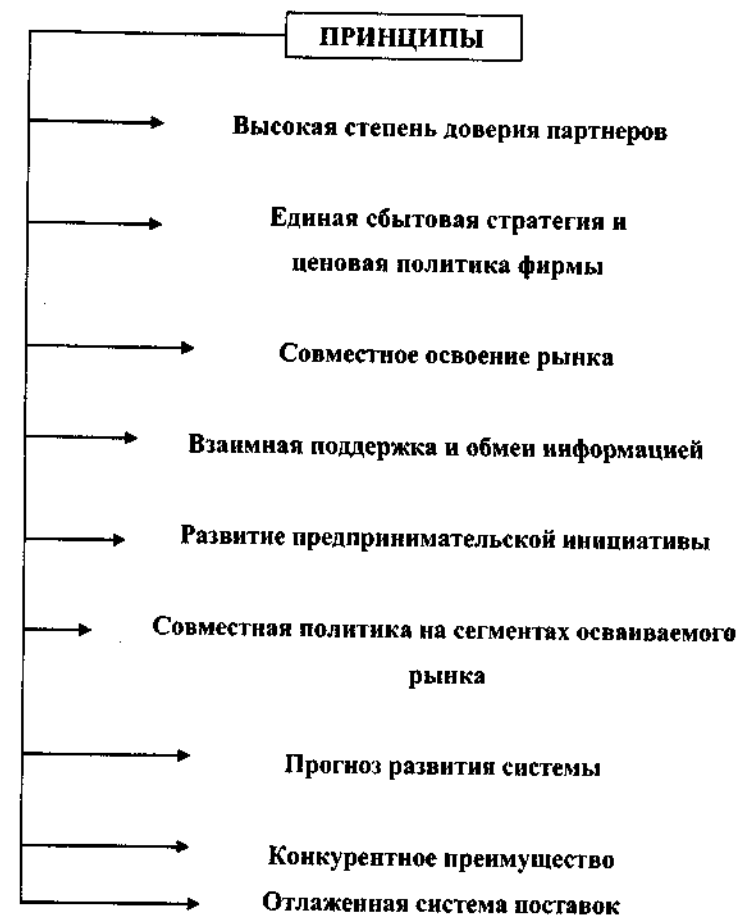 ПРИНЦИПЫ
Высокая степень доверия партнеров
Единая сбытовая стратегия и
ценовая политика фирмы
Совместное освоение рынка
Взаимная поддержка и обмен информацией
Развитие предпринимательской инициативы
Совместная политика на сегментах осваиваемого
рынка
Прогноз развития системы
Конкурентное преимущество
Отлаженная система поставок